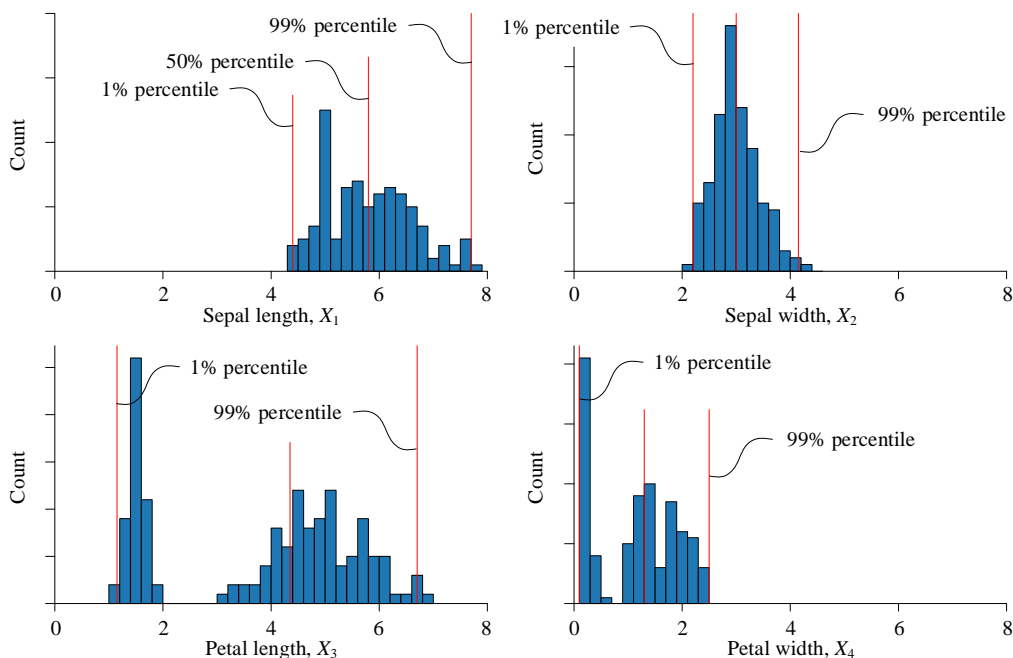 99% percentile
50% percentile
1% percentile
Count
0 2 4 6 8
Sepal length, X1
1% percentile
99% percentile
Count
0 2 4 6 8
Sepal width, X2
1% percentile
99% percentile
Count
0 2 4 6 8
Petal length, X3
1% percentile
99% percentile
Count
0 2 4 6 8
Petal width, X4